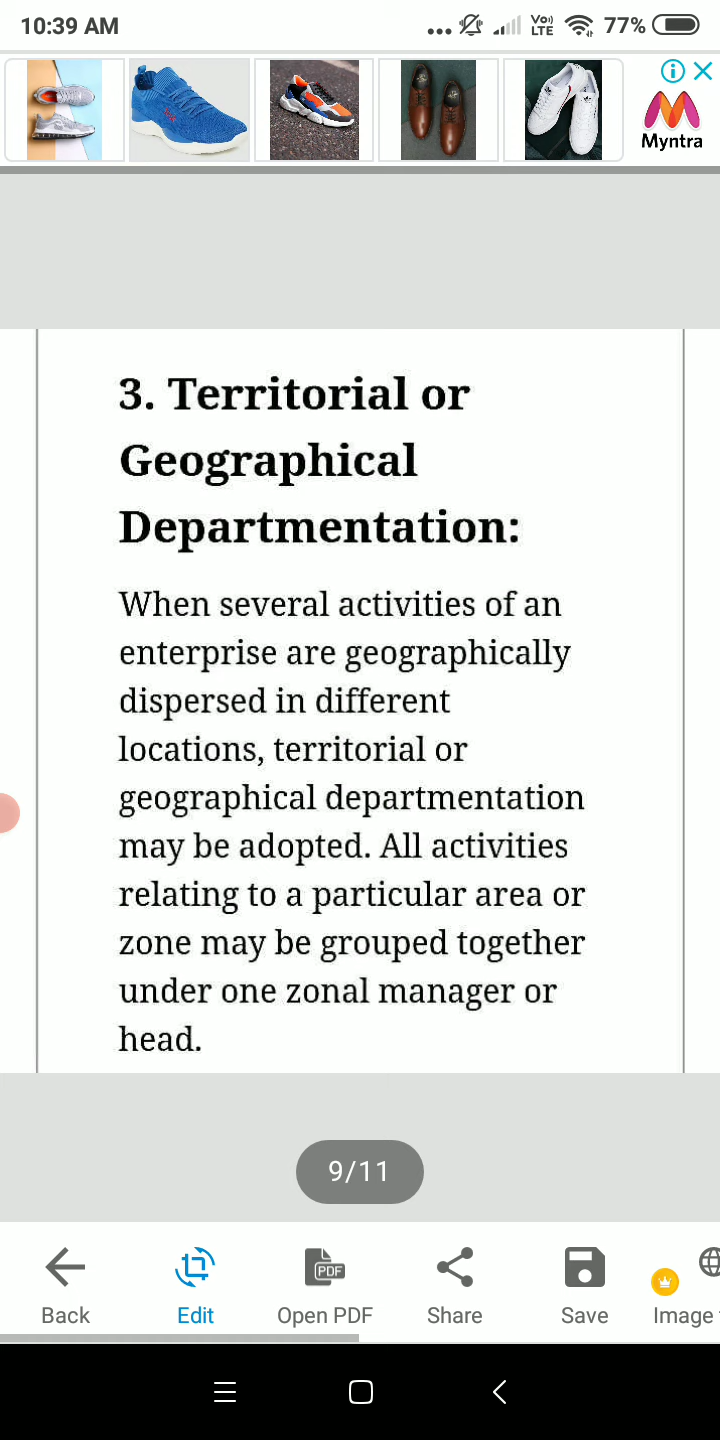 10:39 AM
Vo)) LTE 77%
Myntra
3. Territorial or
Geographical
Departmentation:
When several activities of an
enterprise are geographically
dispersed in different
locations, territorial or
geographical departmentation
may be adopted. All activities
relating to a particular area or
zone may be grouped together
under one zonal manager or
head.
9/11
PDF
Back Edit Open PDF Share Save Image